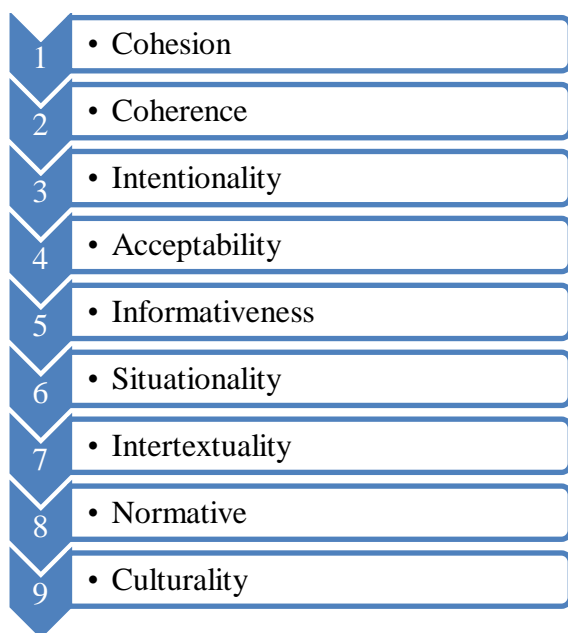 1 • Cohesion
2 • Coherence
3 • Intentionality
4 • Acceptability
5 • Informativeness
6 • Situationality
7 • Intertextuality
8 • Normative
9 • Culturality